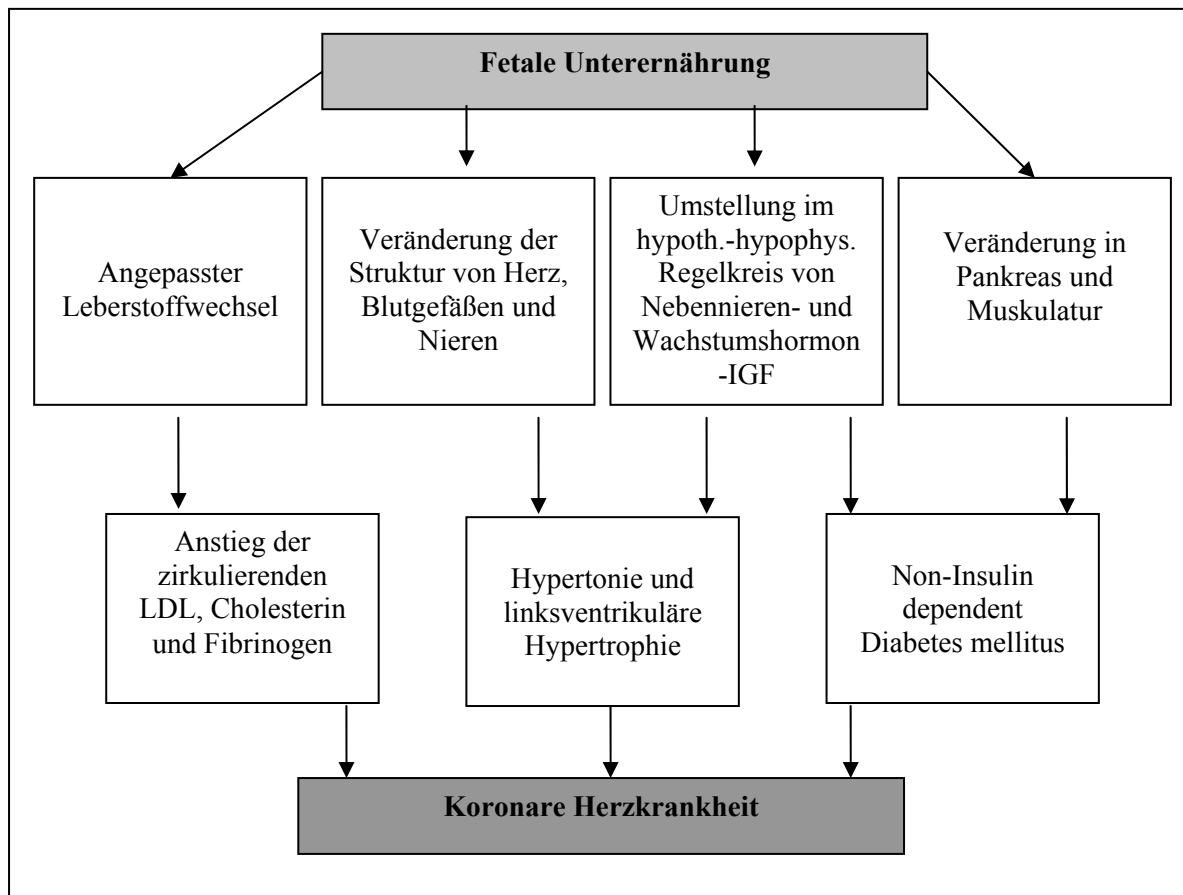 Fetale Unterernährung
Angepasster
Leberstoffwechsel
Veränderung der
Struktur von Herz,
Blutgefäßen und
Nieren
Umstellung im
hypoth.-hypophys.
Regelkreis von
Nebennieren- und
Wachstumshormon
-IGF
Veränderung in
Pankreas und
Muskulatur
Anstieg der
zirkulierenden
LDL, Cholesterin
und Fibrinogen
Hypertonie und
linksventrikuläre
Hypertrophie
Non-Insulin
dependent
Diabetes mellitus
Koronare Herzkrankheit